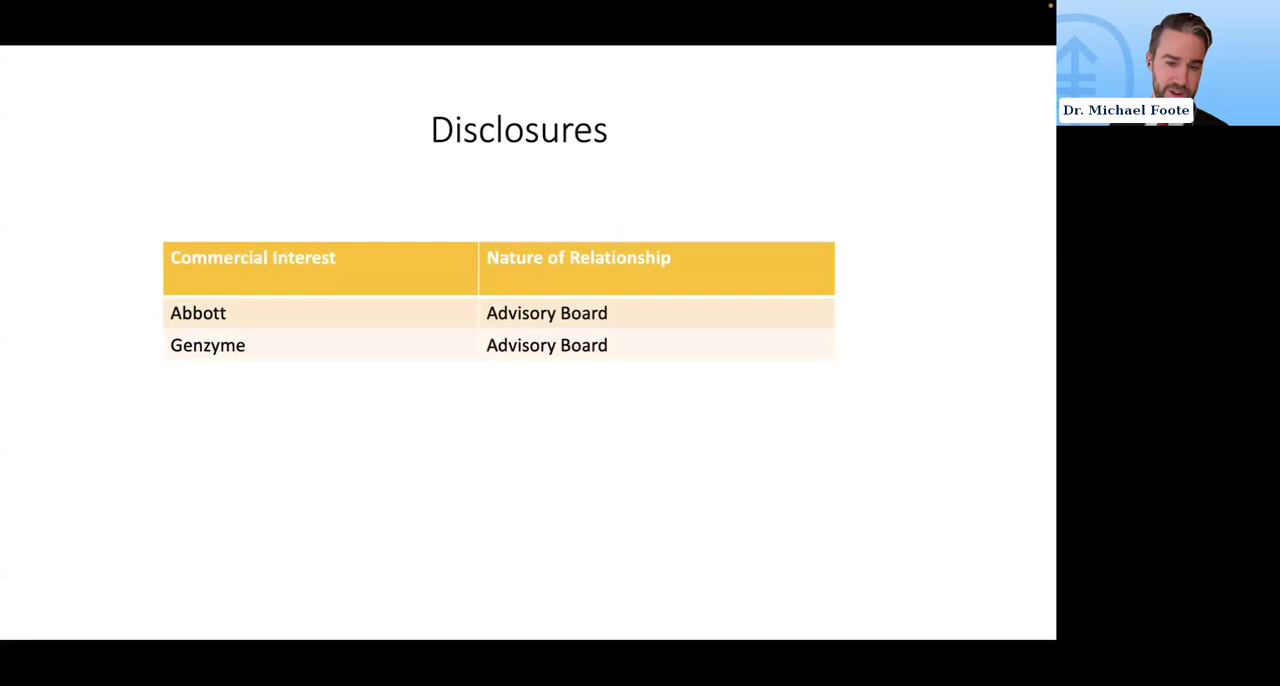 Disclosures
Commercial Interest Nature of Relationship
Abbott Advisory Board
Genzyme Advisory Board
Dr. Michael Foote